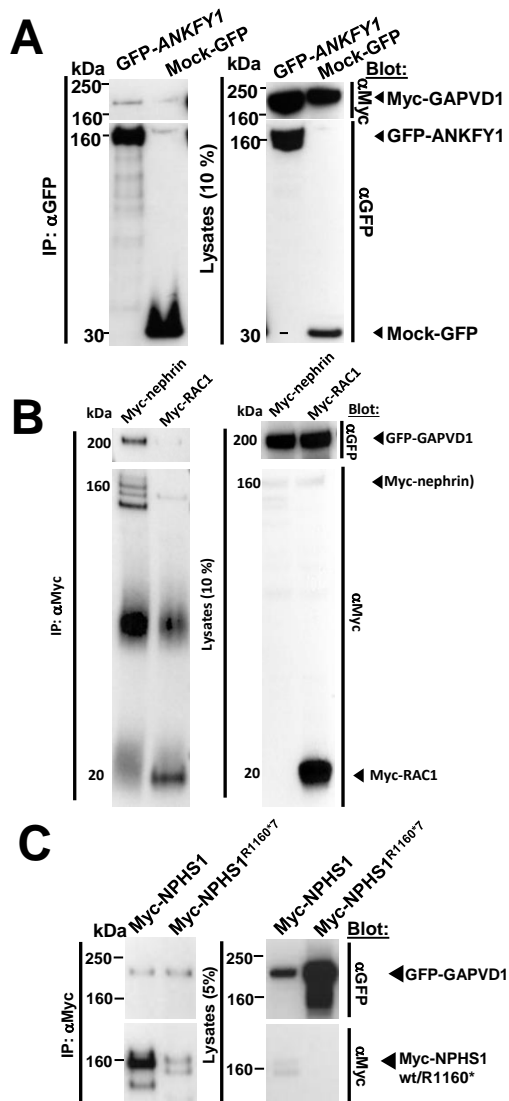 A
GFP-ANKFY1
Mock-GFP
GFP-ANKFY1
Mock-GFP
kDa
kDa
Blot:
250
160
160
30
IP: αGFP
Lysates (10 %)
250
160
160
30
αMyc
αGFP
Myc-GAPVD1
GFP-ANKFY1
Mock-GFP
B
Myc-nephrin
Myc-RAC1
Myc-nephrin
Myc-RAC1
kDa
kDa
Blot:
200
160
20
IP: αMyc
Lysates (10 %)
200
160
20
αGFP
αMyc
GFP-GAPVD1
Myc-nephrin)
Myc-RAC1
C
Myc-NPHS1
Myc-NPHS1R1160*7
Myc-NPHS1
Myc-NPHS1R1160*7
kDa
Blot:
250
160
160
IP: αMyc
Lysates (5%)
250
160
160
αGFP
αMyc
GFP-GAPVD1
Myc-NPHS1
wt/R1160*